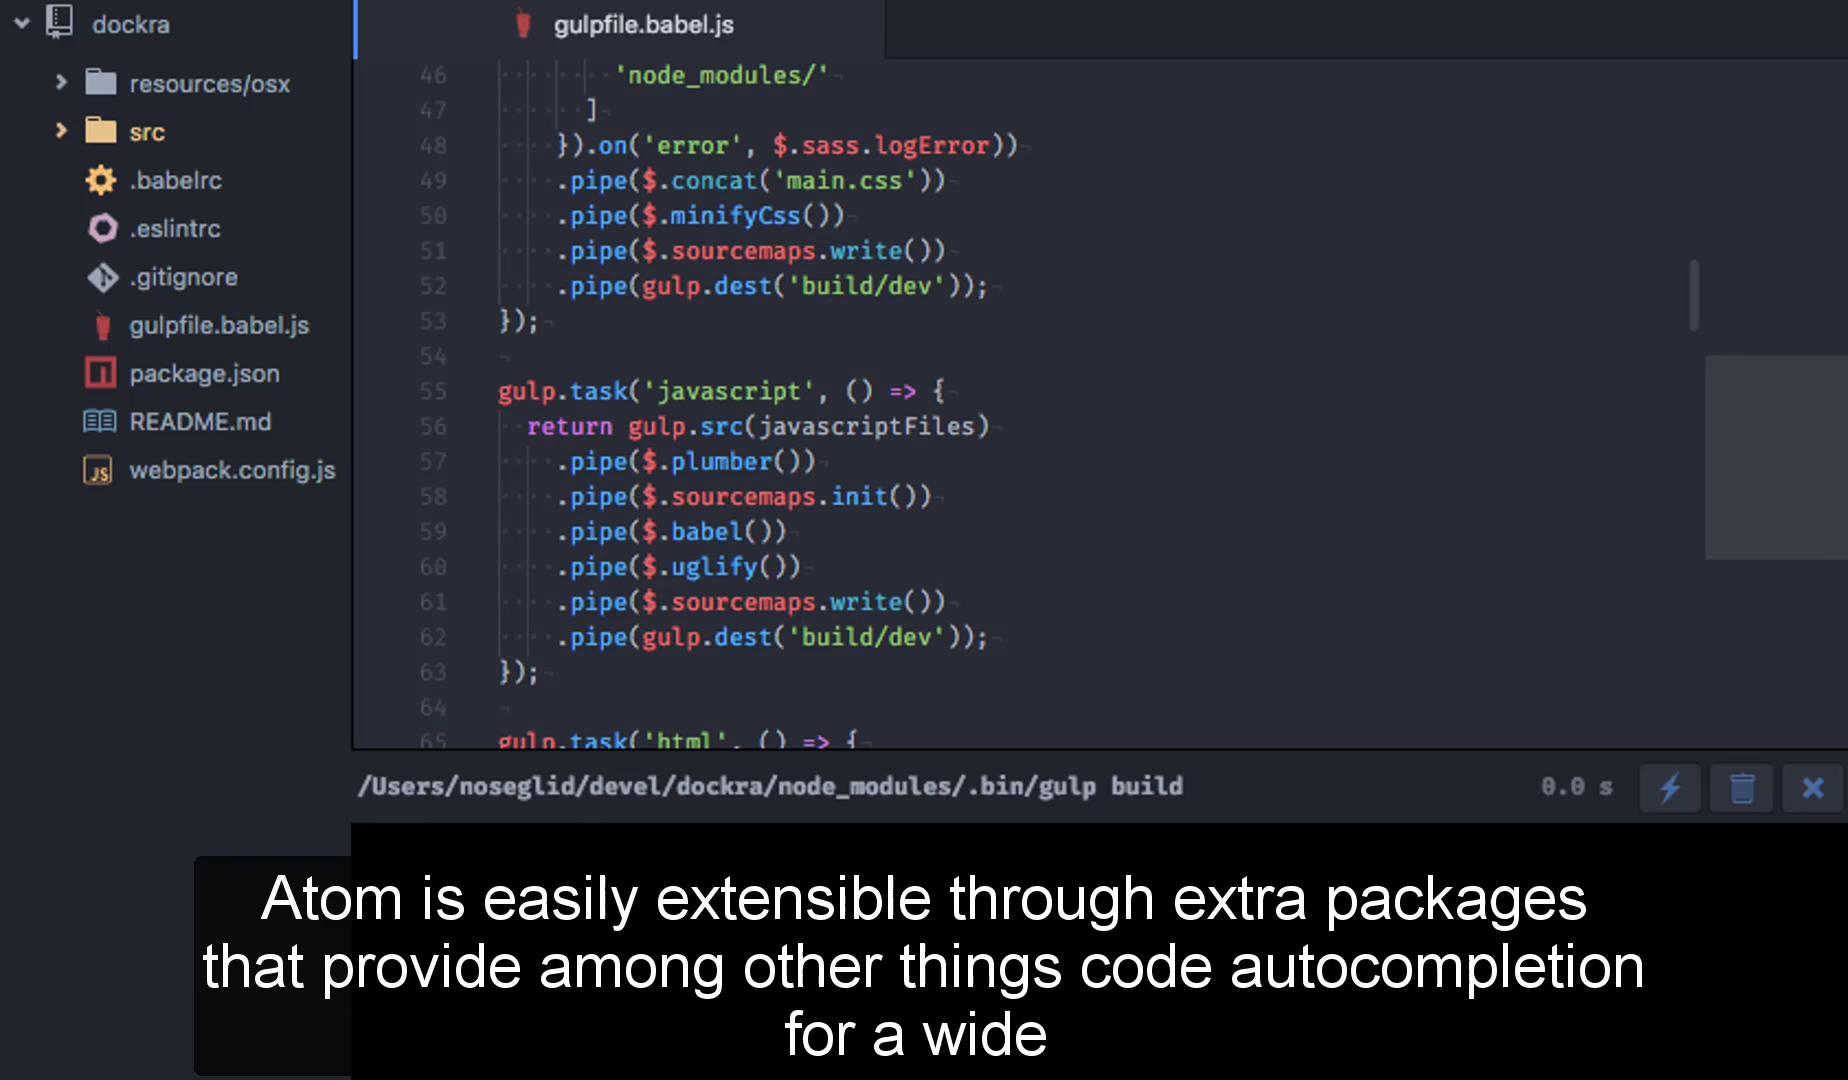 dockra
resources/osx
src
.babelrc
.eslintrc
.gitignore
gulpfile.babel.js
package.json
README.md
JS webpack.config.js
gulpfile.babel.js
46 'node_modules/'
47 ]
48 }).on('error', $.sass.logError))
49 .pipe($.concat('main.css'))
50 .pipe($.minifyCss())
51 .pipe($.sourcemaps.write())
52 .pipe(gulp.dest('build/dev'));
53 });
54
55 gulp.task('javascript', () => {
56 return gulp.src(javascriptFiles)
57 .pipe($.plumber())
58 .pipe($.sourcemaps.init())
59 .pipe($.babel())
60 .pipe($.uglify())
61 .pipe($.sourcemaps.write())
62 .pipe(gulp.dest('build/dev'));
63 });
64
65 gulp.task('html', () => {
/Users/noseglid/devel/dockra/node_modules/.bin/gulp build
0.0 s
Atom is easily extensible through extra packages
that provide among other things code autocompletion
for a wide